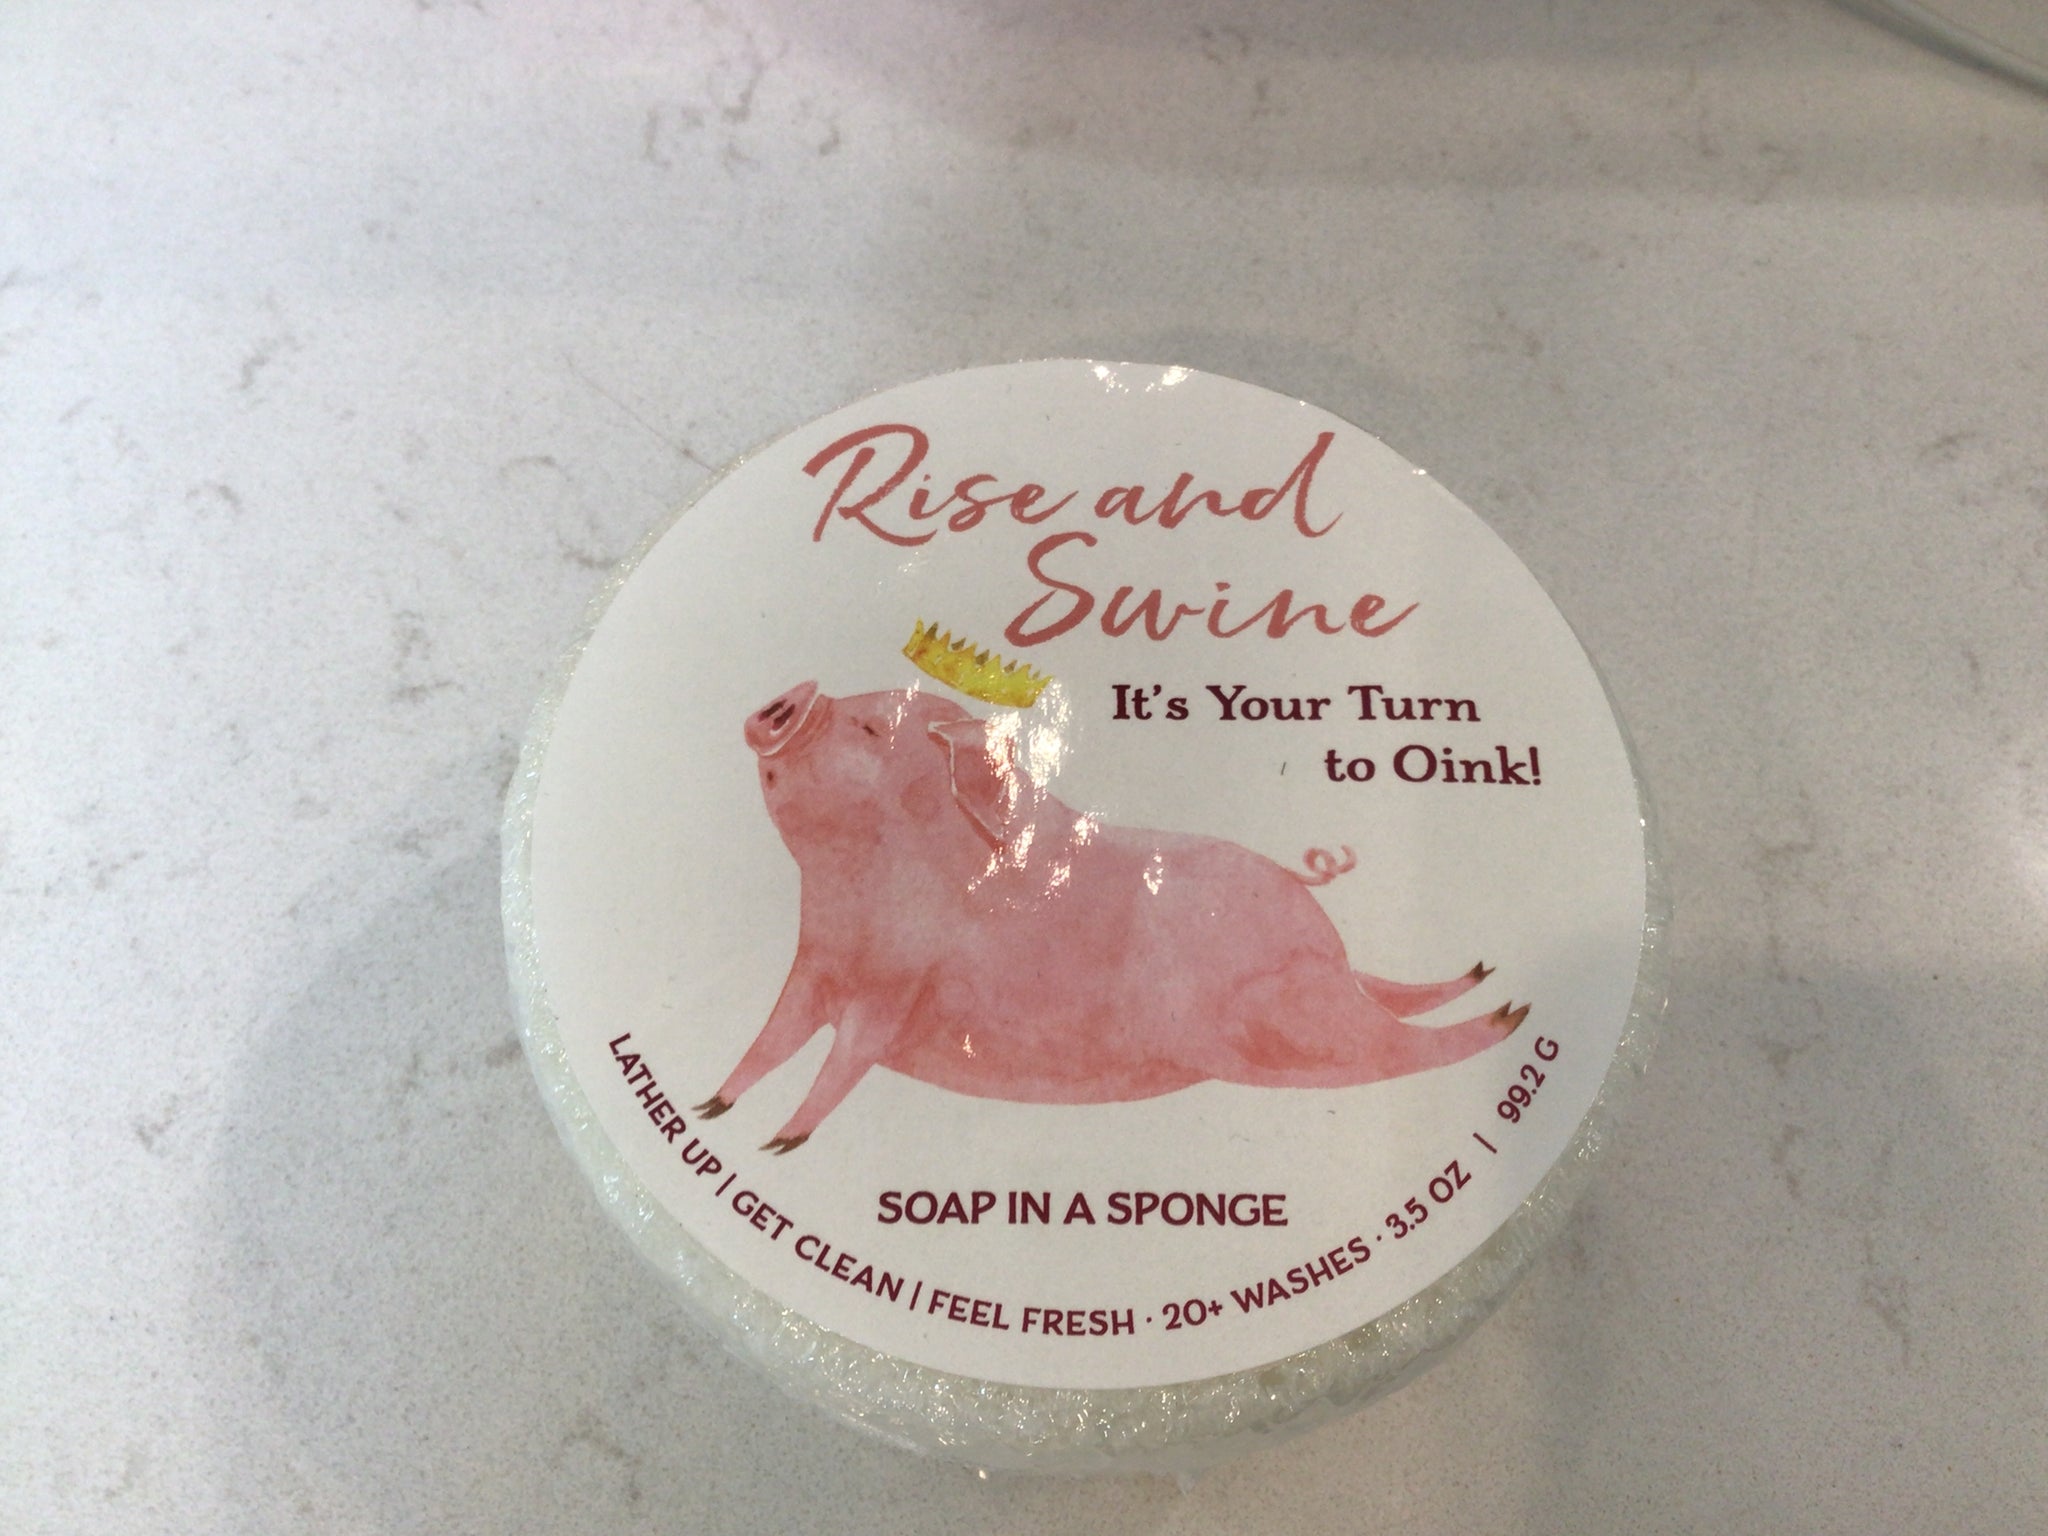 Rise and
Swine
It's Your Turn
to Oink!
SOAP IN A SPONGE
LATHER UP | GET CLEAN | FEEL FRESH · 20+ WASHES · 3.5 OZ | 99.2 G